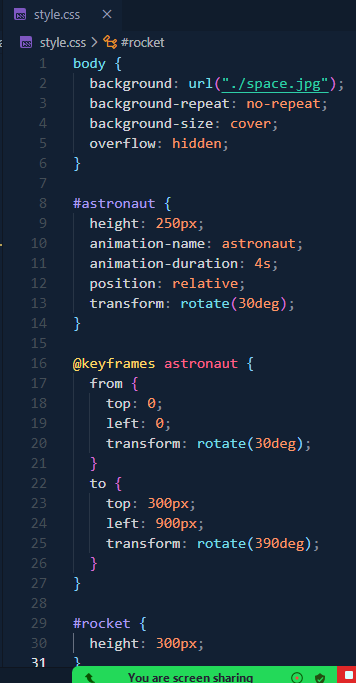 style.css
style.css > #rocket
1 body {
2 background: url("./space.jpg");
3 background-repeat: no-repeat;
4 background-size: cover;
5 overflow: hidden;
6 }
7
8 #astronaut {
9 height: 250px;
10 animation-name: astronaut;
11 animation-duration: 4s;
12 position: relative;
13 transform: rotate(30deg);
14 }
15
16 @keyframes astronaut {
17 from {
18 top: 0;
19 left: 0;
20 transform: rotate(30deg);
21 }
22 to {
23 top: 300px;
24 left: 900px;
25 transform: rotate(390deg);
26 }
27 }
28
29 #rocket {
30 height: 300px;
31 }
You are screen sharing